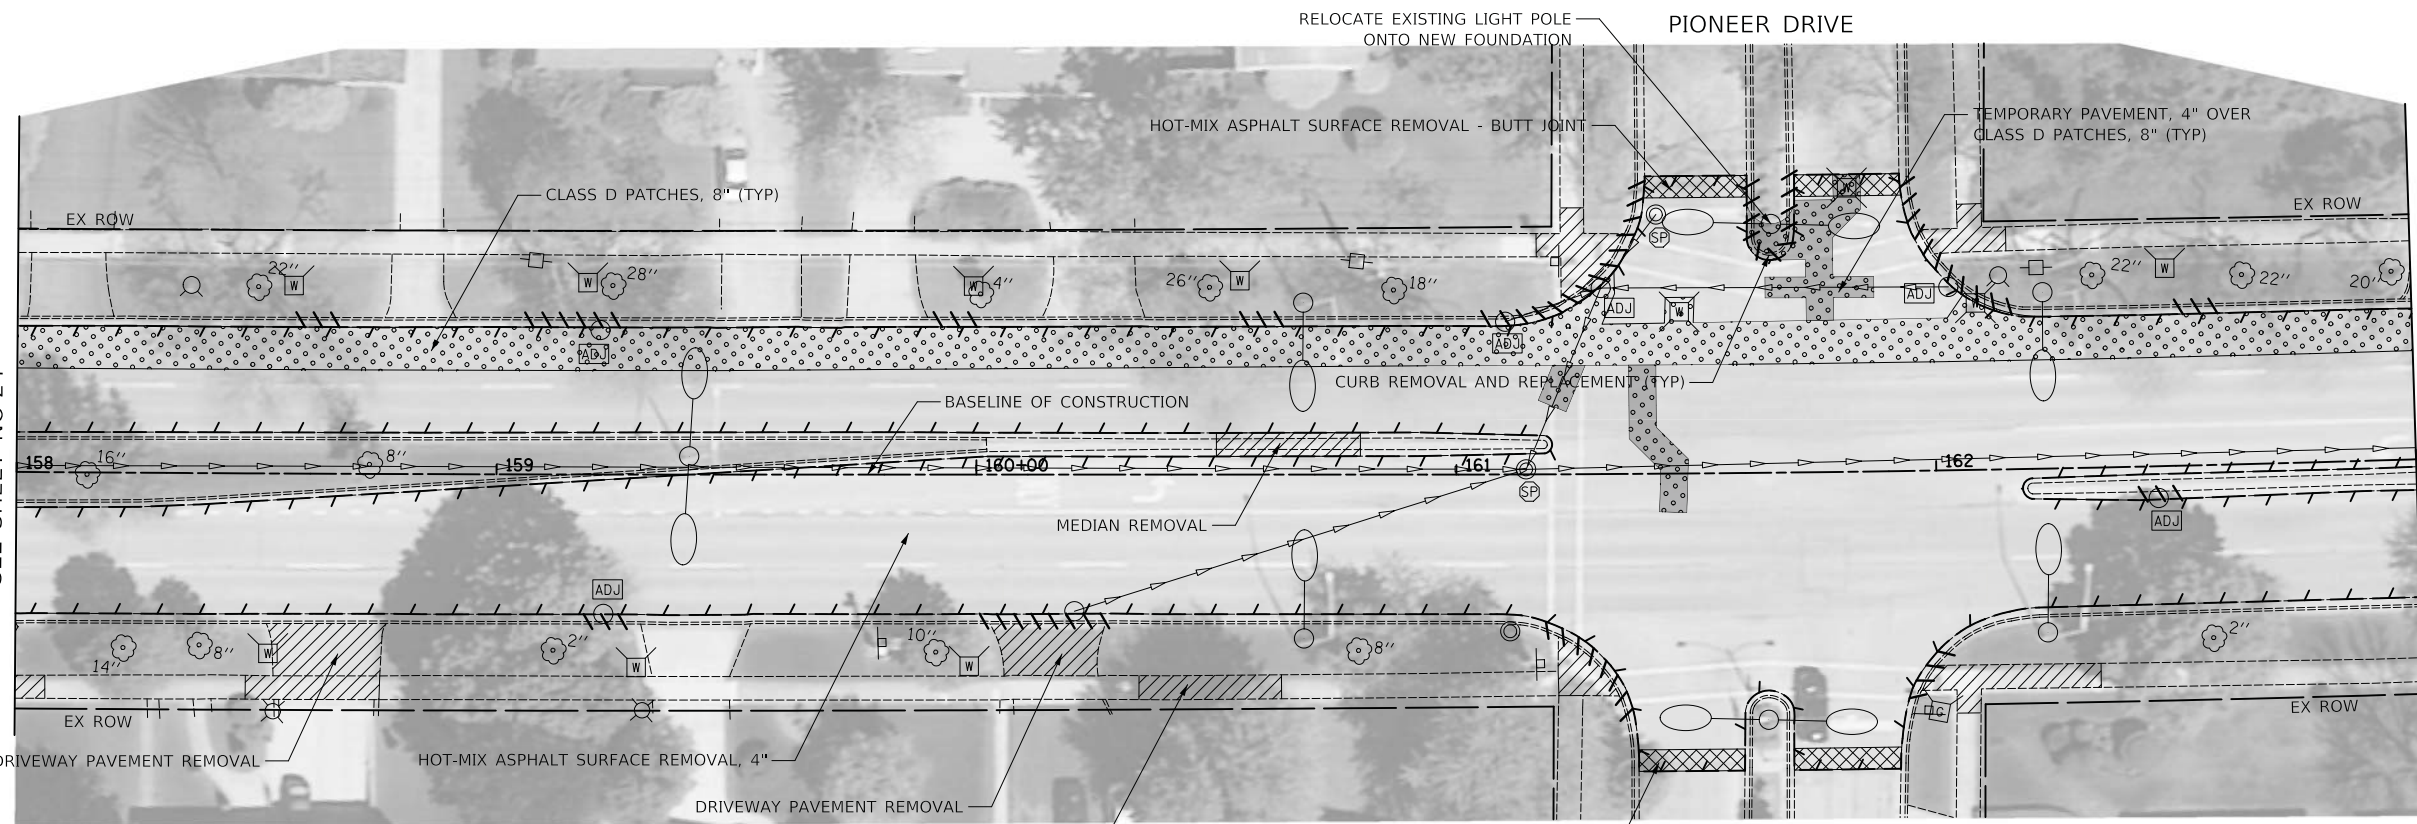 RELOCATE EXISTING LIGHT POLE
ONTO NEW FOUNDATION
PIONEER DRIVE
HOT-MIX ASPHALT SURFACE REMOVAL - BUTT JOINT
TEMPORARY PAVEMENT, 4" OVER
CLASS D PATCHES, 8" (TYP)
CLASS D PATCHES, 8" (TYP)
EX ROW
EX ROW
W
SP
22"
W
W
28"
W
4"
26"
W
18"
22"
W
22"
20"
ADJ
ADJ
W
W
ADJ
ADJ
CURB REMOVAL AND REPLACEMENT (TYP)
BASELINE OF CONSTRUCTION
158
16"
8"
159
160+00
161
162
SP
MEDIAN REMOVAL
ADJ
ADJ
14"
8"
W
2"
W
10"
W
8"
2"
EX ROW
EX ROW
G
DRIVEWAY PAVEMENT REMOVAL
HOT-MIX ASPHALT SURFACE REMOVAL, 4"
DRIVEWAY PAVEMENT REMOVAL